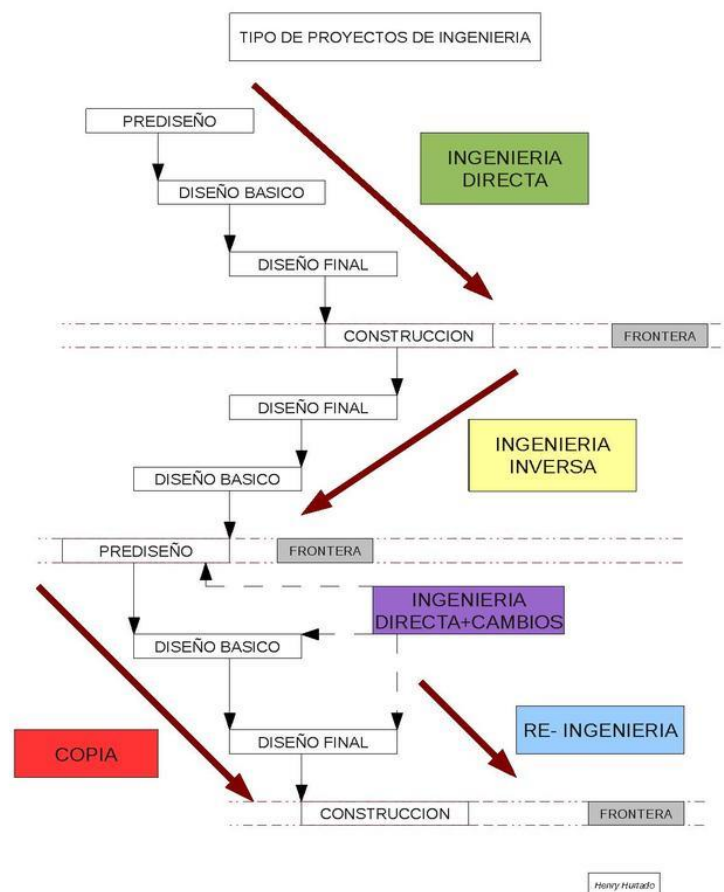 TIPO DE PROYECTOS DE INGENIERIA
PREDISEÑO
INGENIERIA
DIRECTA
DISEÑO BASICO
DISEÑO FINAL
CONSTRUCCION
FRONTERA
DISEÑO FINAL
INGENIERIA
INVERSA
DISEÑO BASICO
PREDISEÑO
FRONTERA
INGENIERIA
DIRECTA+CAMBIOS
DISEÑO BASICO
RE- INGENIERIA
DISEÑO FINAL
COPIA
CONSTRUCCION
FRONTERA
Henry Hurtado